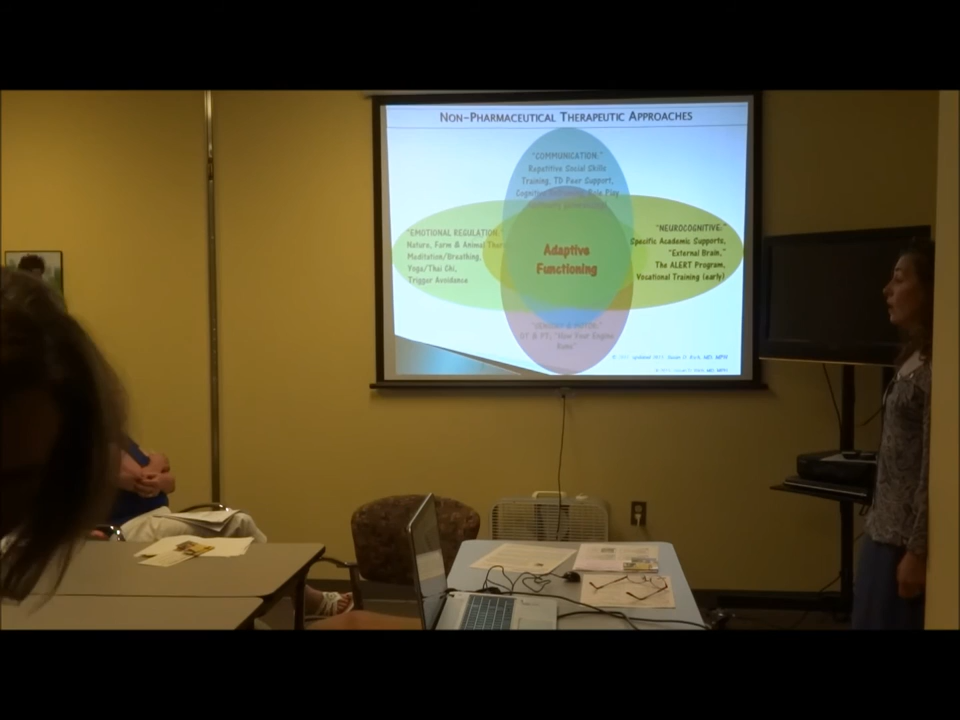 NON-PHARMACEUTICAL THERAPEUTIC APPROACHES
"COMMUNICATION:"
Repetitive Social Skills
Training, TD Peer Support,
Role Play
"EMOTIONAL REGULATION:"
Nature, Farm & Animal
Meditation/Breathing,
Yoga/Thai Chi,
Trigger Avoidance
Adaptive
Functioning
"NEUROCOGNITIVE:"
Specific Academic Supports,
"External Brain,"
The ALERT Program,
Vocational Training (early)
OT & PT, "How Your Engine
Runs"